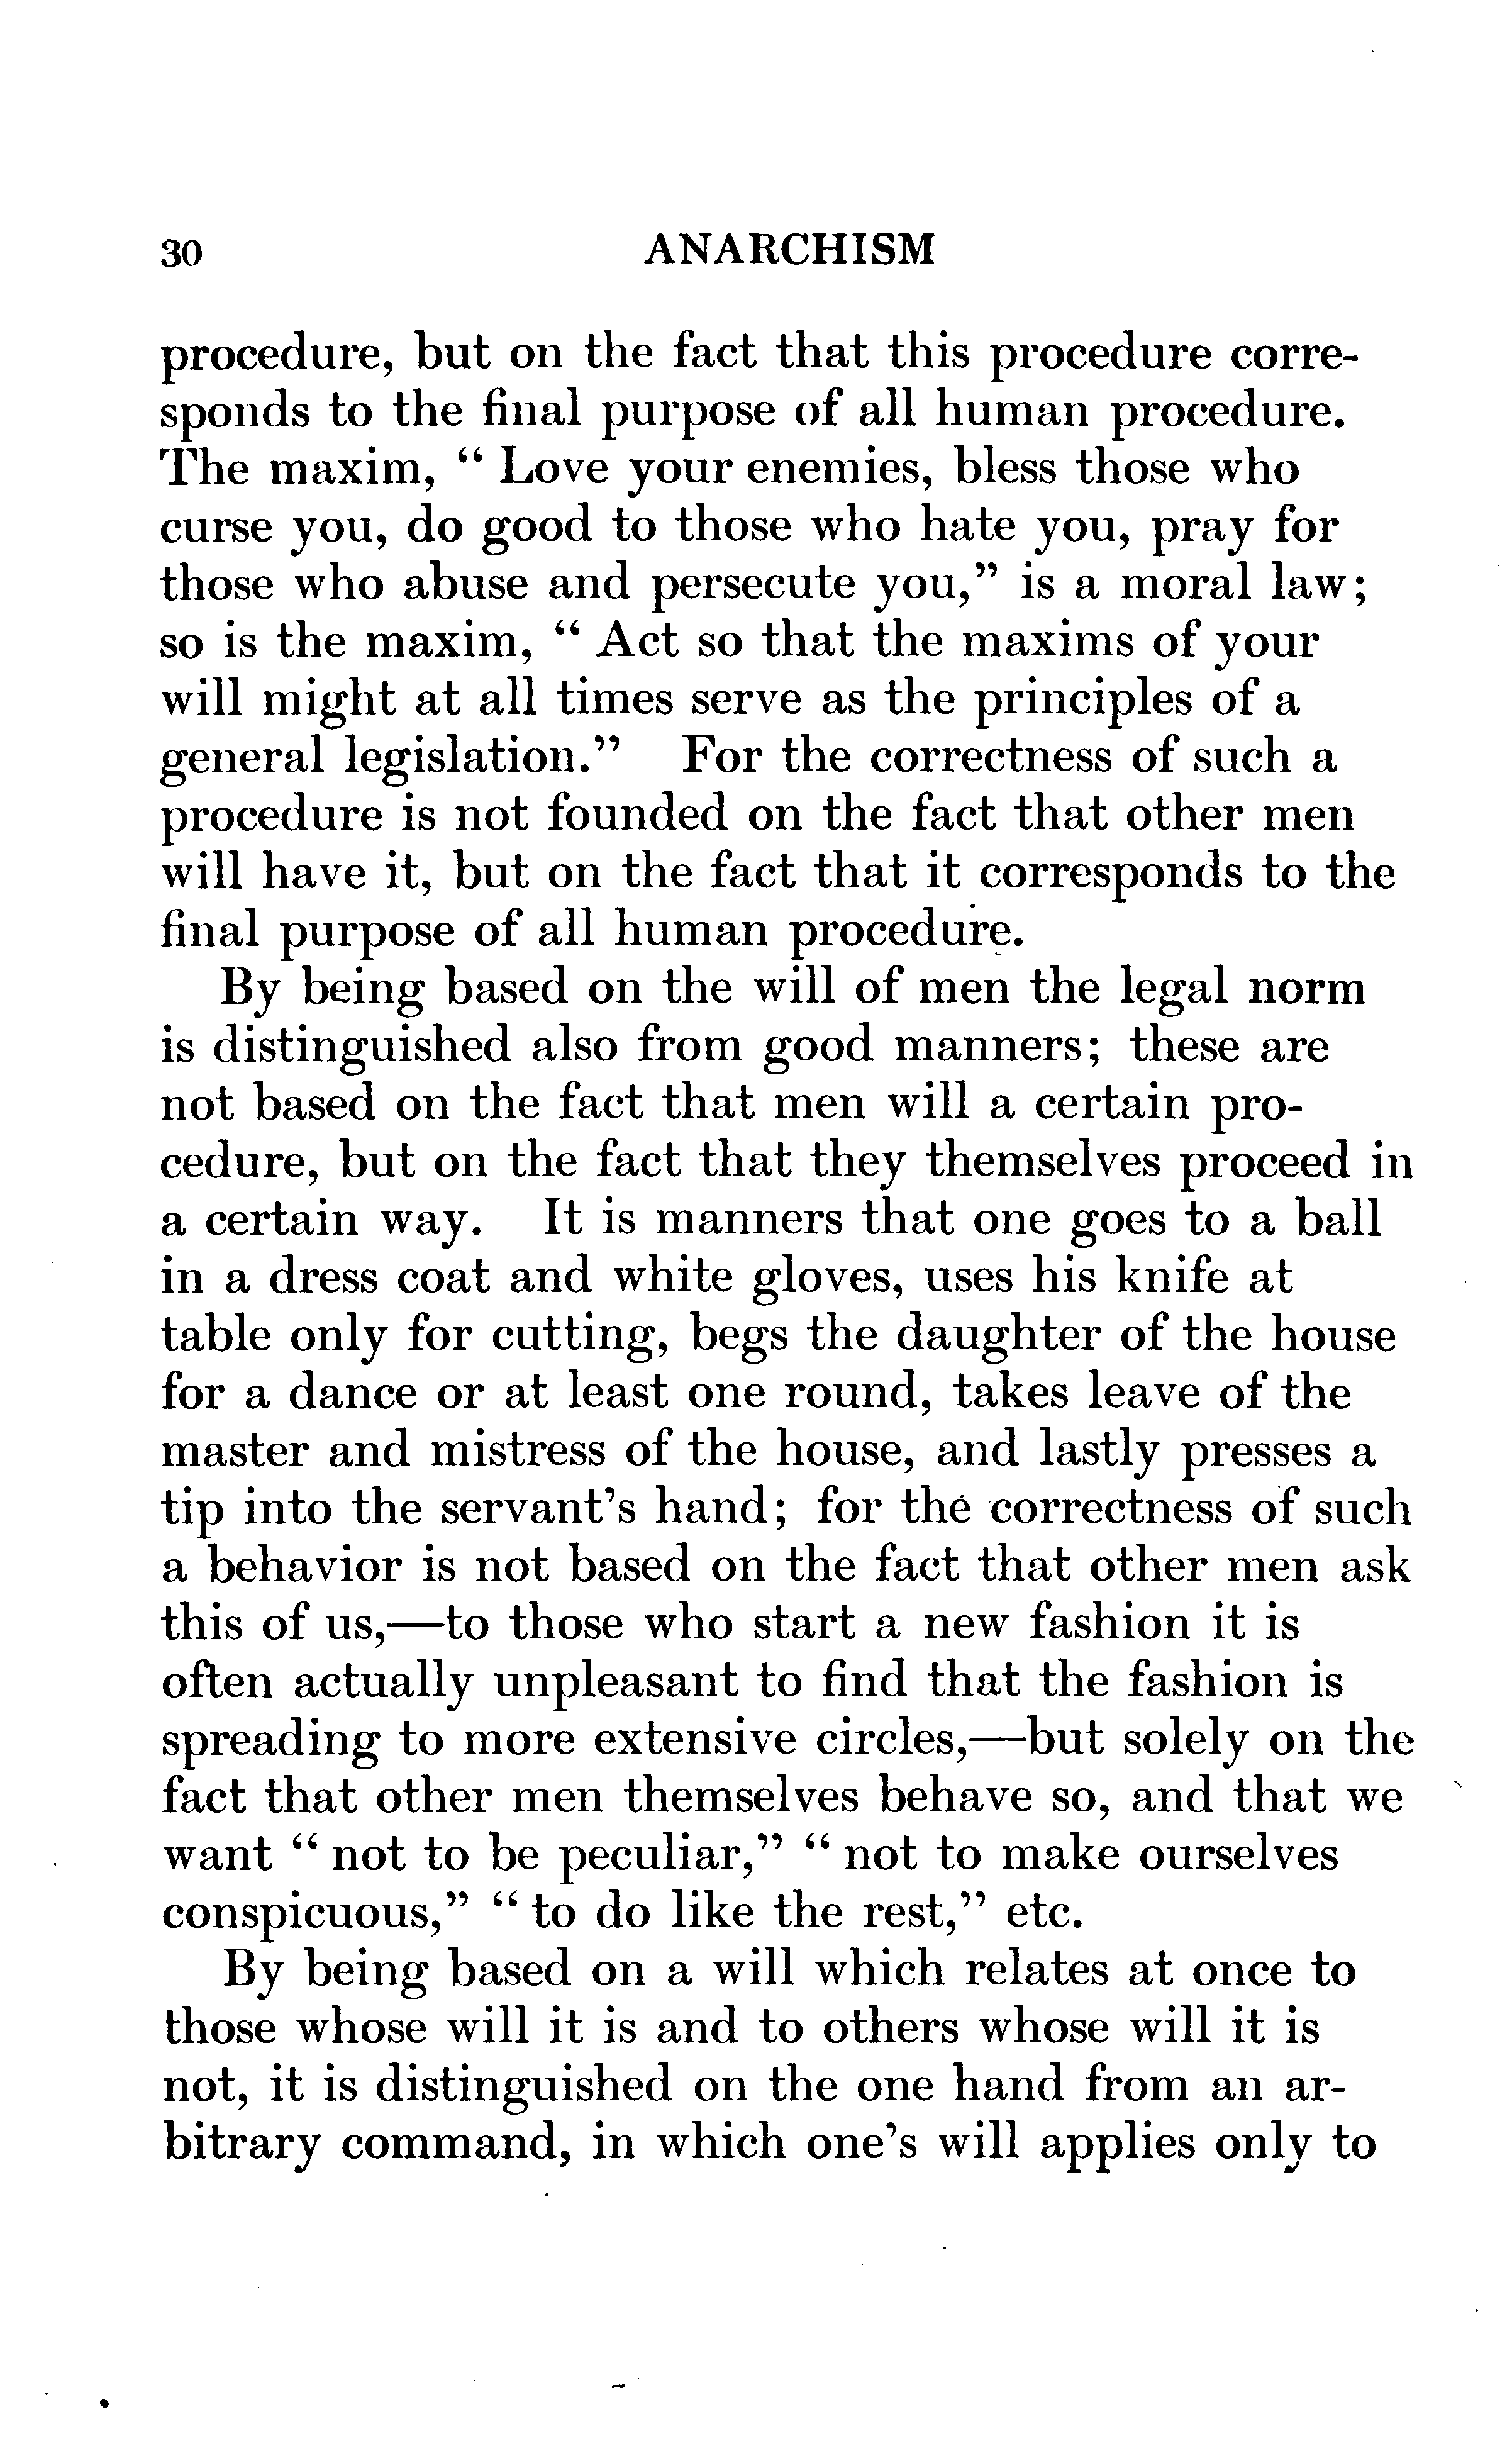 30 ANARCHISM
procedure, but on the fact that this procedure corre-
sponds to the final purpose of all human procedure.
The maxim, " Love your enemies, bless those who
curse you, do good to those who hate you, pray for
those who abuse and persecute you," is a moral law;
so is the maxim, " Act so that the maxims of your
will might at all times serve as the principles of a
general legislation." For the correctness of such a
procedure is not founded on the fact that other men
will have it, but on the fact that it corresponds to the
final purpose of all human procedure.
By being based on the will of men the legal norm
is distinguished also from good manners; these are
not based on the fact that men will a certain pro-
cedure, but on the fact that they themselves proceed in
a certain way. It is manners that one goes to a ball
in a dress coat and white gloves, uses his knife at
table only for cutting, begs the daughter of the house
for a dance or at least one round, takes leave of the
master and mistress of the house, and lastly presses a
tip into the servant's hand; for the correctness of such
a behavior is not based on the fact that other men ask
this of us,—to those who start a new fashion it is
often actually unpleasant to find that the fashion is
spreading to more extensive circles,—but solely on the
fact that other men themselves behave so, and that we
want " not to be peculiar," " not to make ourselves
conspicuous," " to do like the rest," etc.
By being based on a will which relates at once to
those whose will it is and to others whose will it is
not, it is distinguished on the one hand from an ar-
bitrary command, in which one's will applies only to